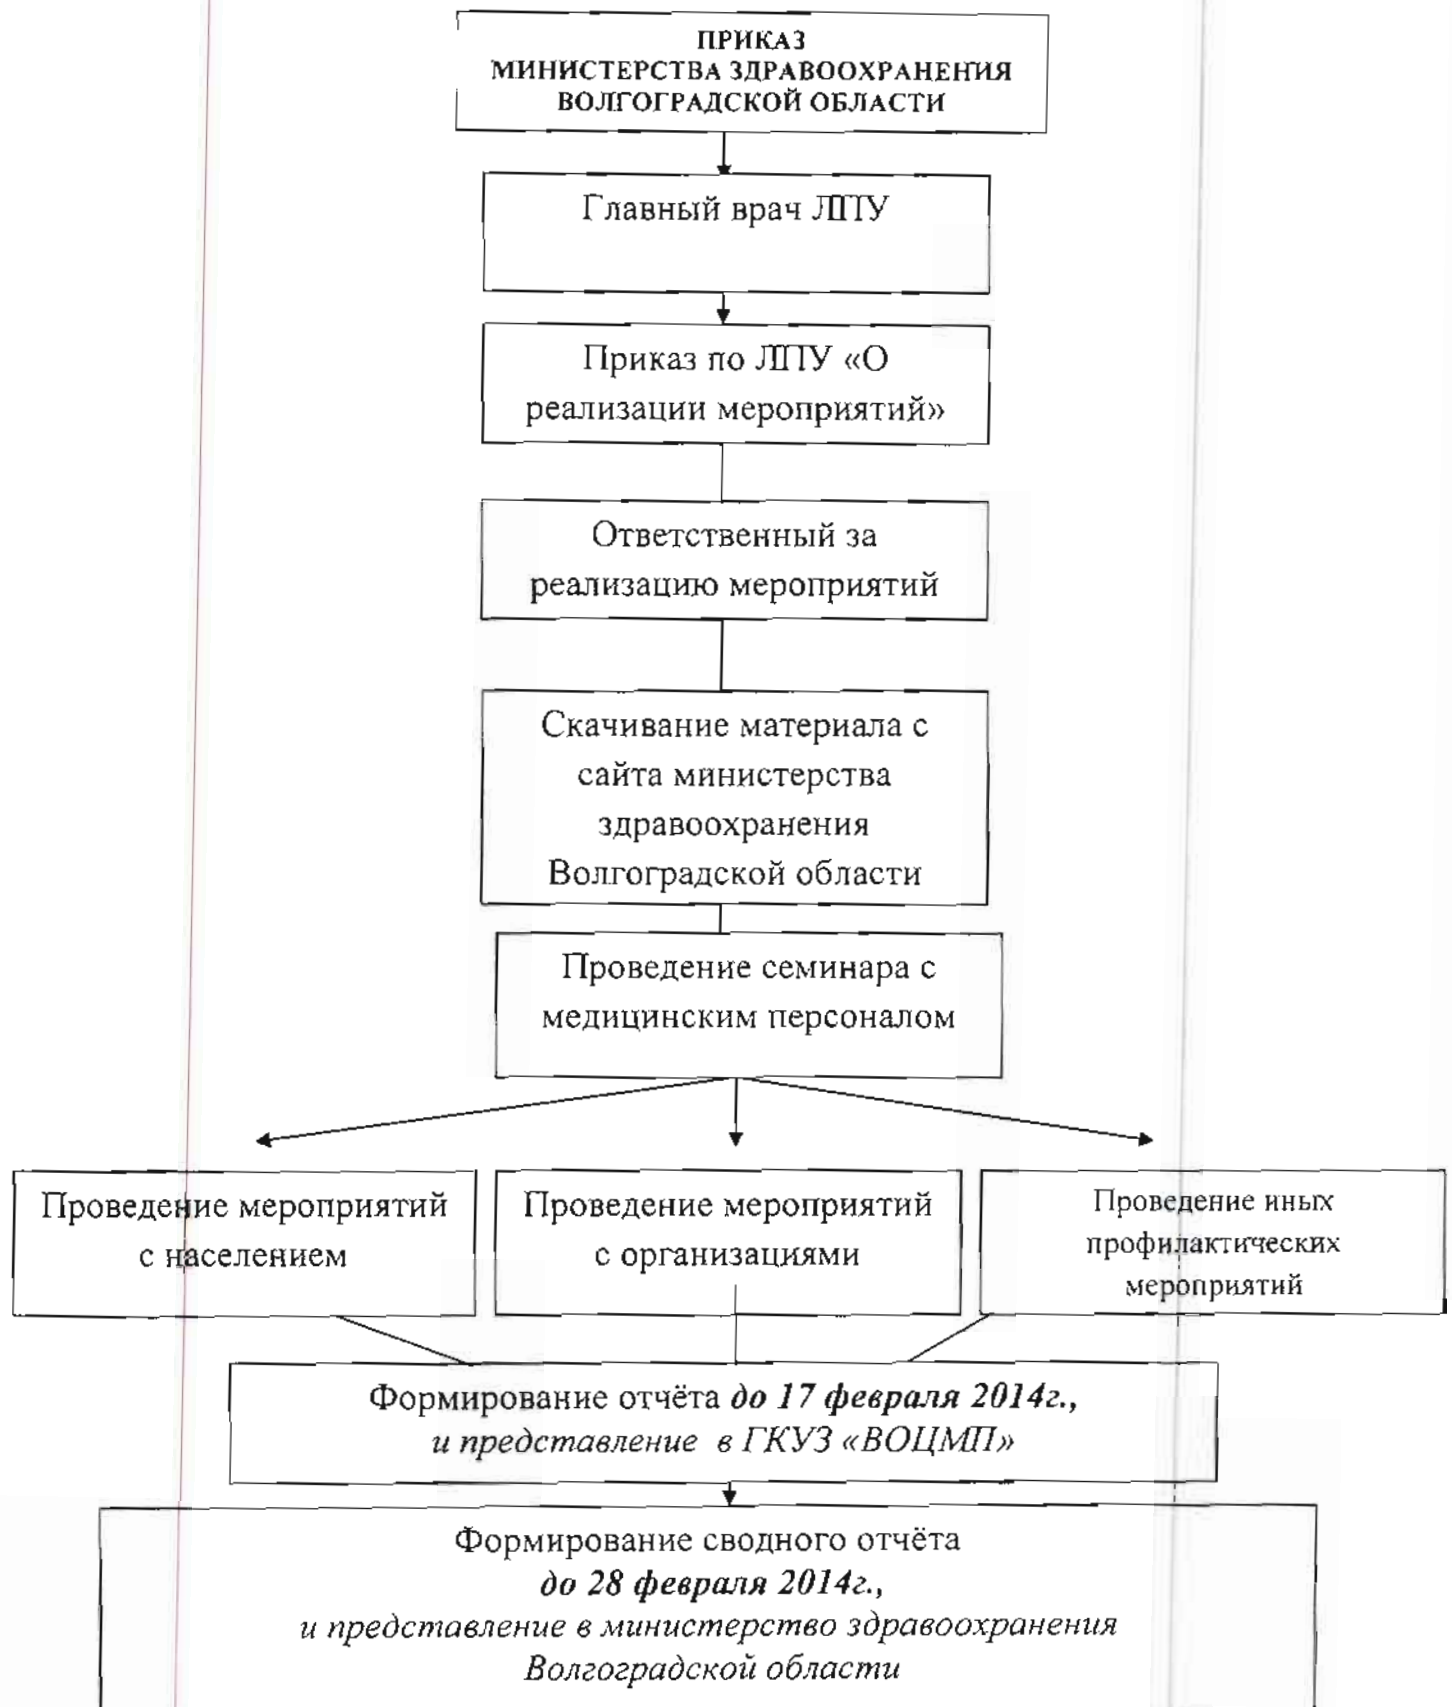 ПРИКАЗ
МИНИСТЕРСТВА ЗДРАВООХРАНЕНИЯ
ВОЛГОГРАДСКОЙ ОБЛАСТИ
Главный врач ЛПУ
Приказ по ЛПУ «О
реализации мероприятий»
Ответственный за
реализацию мероприятий
Скачивание материала с
сайта министерства
здравоохранения
Волгоградской области
Проведение семинара с
медицинским персоналом
Проведение мероприятий
с населением
Проведение мероприятий
с организациями
Проведение иных
профилактических
мероприятий
Формирование отчёта до 17 февраля 2014г.,
и представление в ГКУЗ «ВОЦМП»
Формирование сводного отчёта
до 28 февраля 2014г.,
и представление в министерство здравоохранения
Волгоградской области